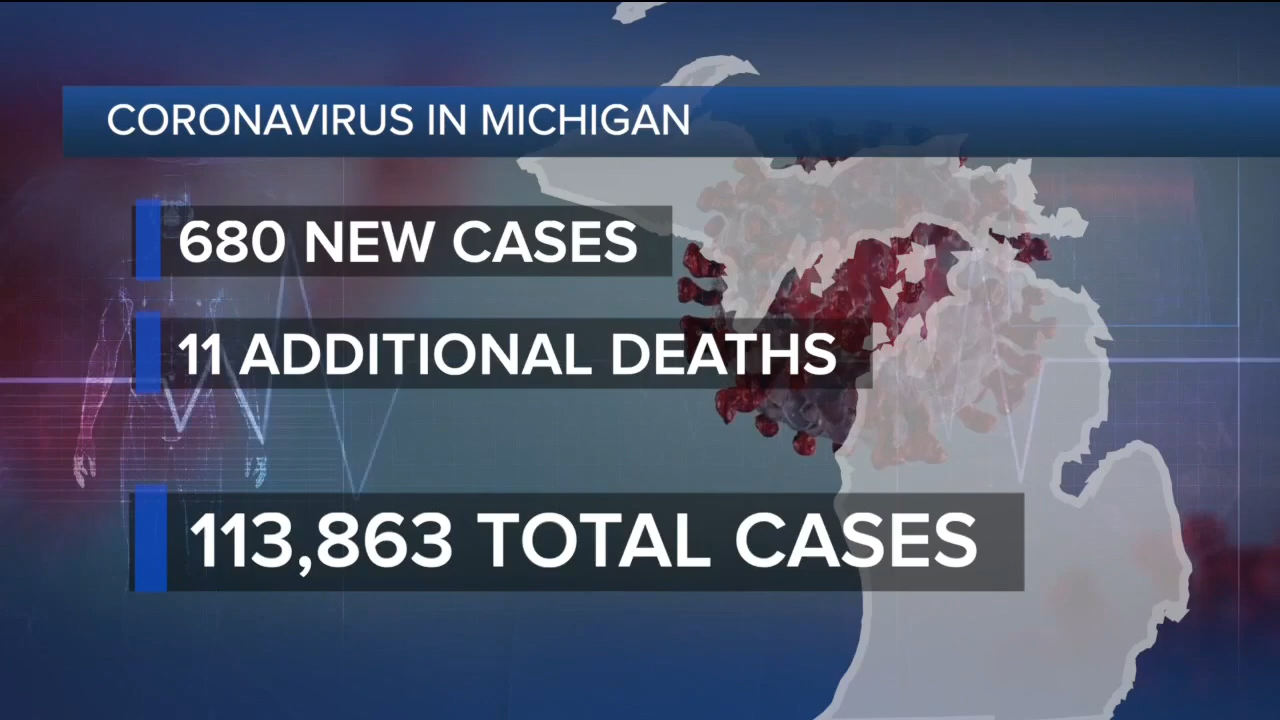 CORONAVIRUS IN MICHIGAN
680 NEW CASES
11 ADDITIONAL DEATHS
113,863 TOTAL CASES